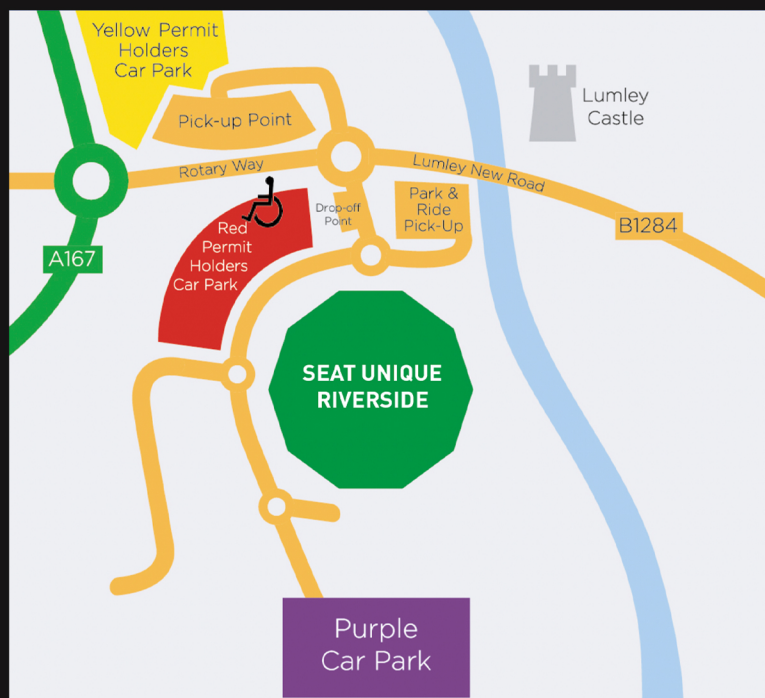 Yellow Permit
Holders
Car Park
Pick-up Point
Lumley
Castle
Rotary Way
Lumley New Road
Park &
Ride
Pick-Up
Drop-off
Point
B1284
Red
Permit
Holders
Car Park
A167
SEAT UNIQUE
RIVERSIDE
Purple
Car Park